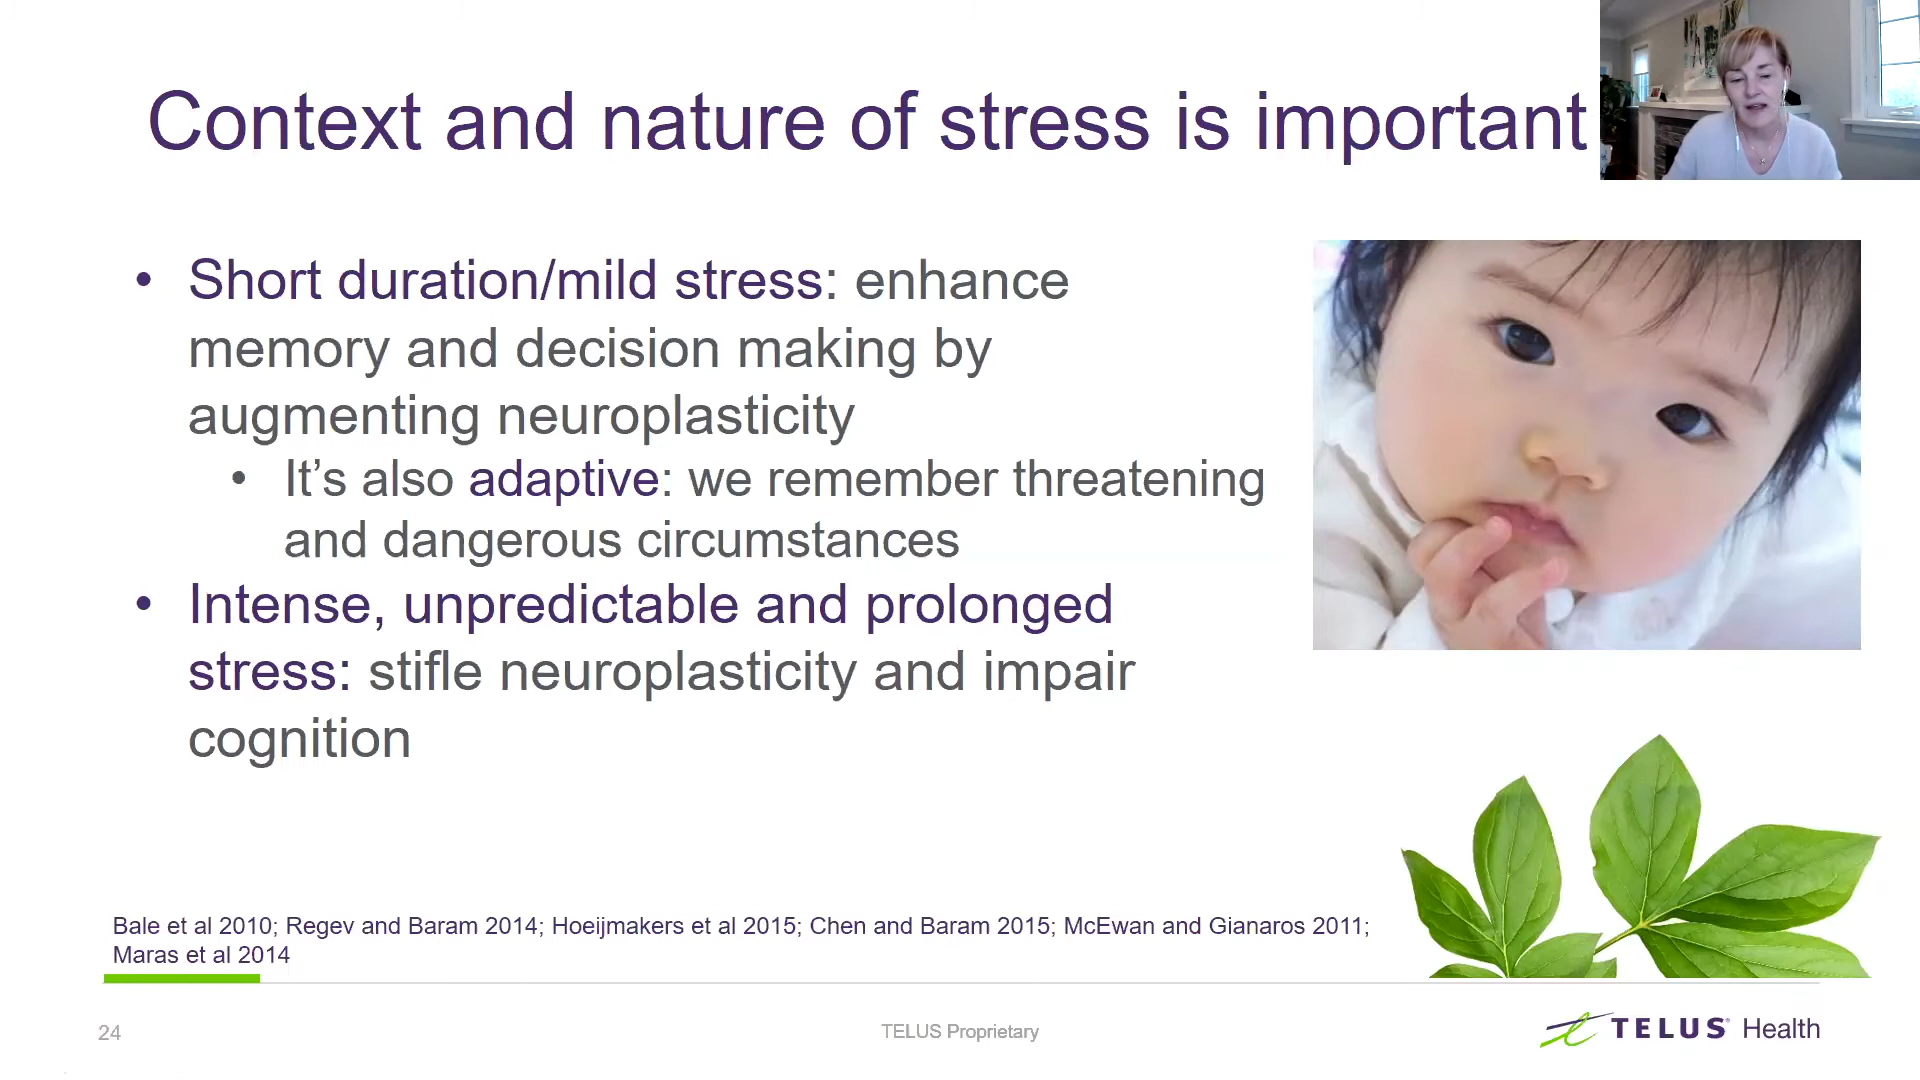 Context and nature of stress is important
• Short duration/mild stress: enhance
memory and decision making by
augmenting neuroplasticity
• It’s also adaptive: we remember threatening
and dangerous circumstances
• Intense, unpredictable and prolonged
stress: stifle neuroplasticity and impair
cognition
Bale et al 2010; Regev and Baram 2014; Hoeijmakers et al 2015; Chen and Baram 2015; McEwan and Gianaros 2011;
Maras et al 2014
24
TELUS Proprietary
TELUS® Health